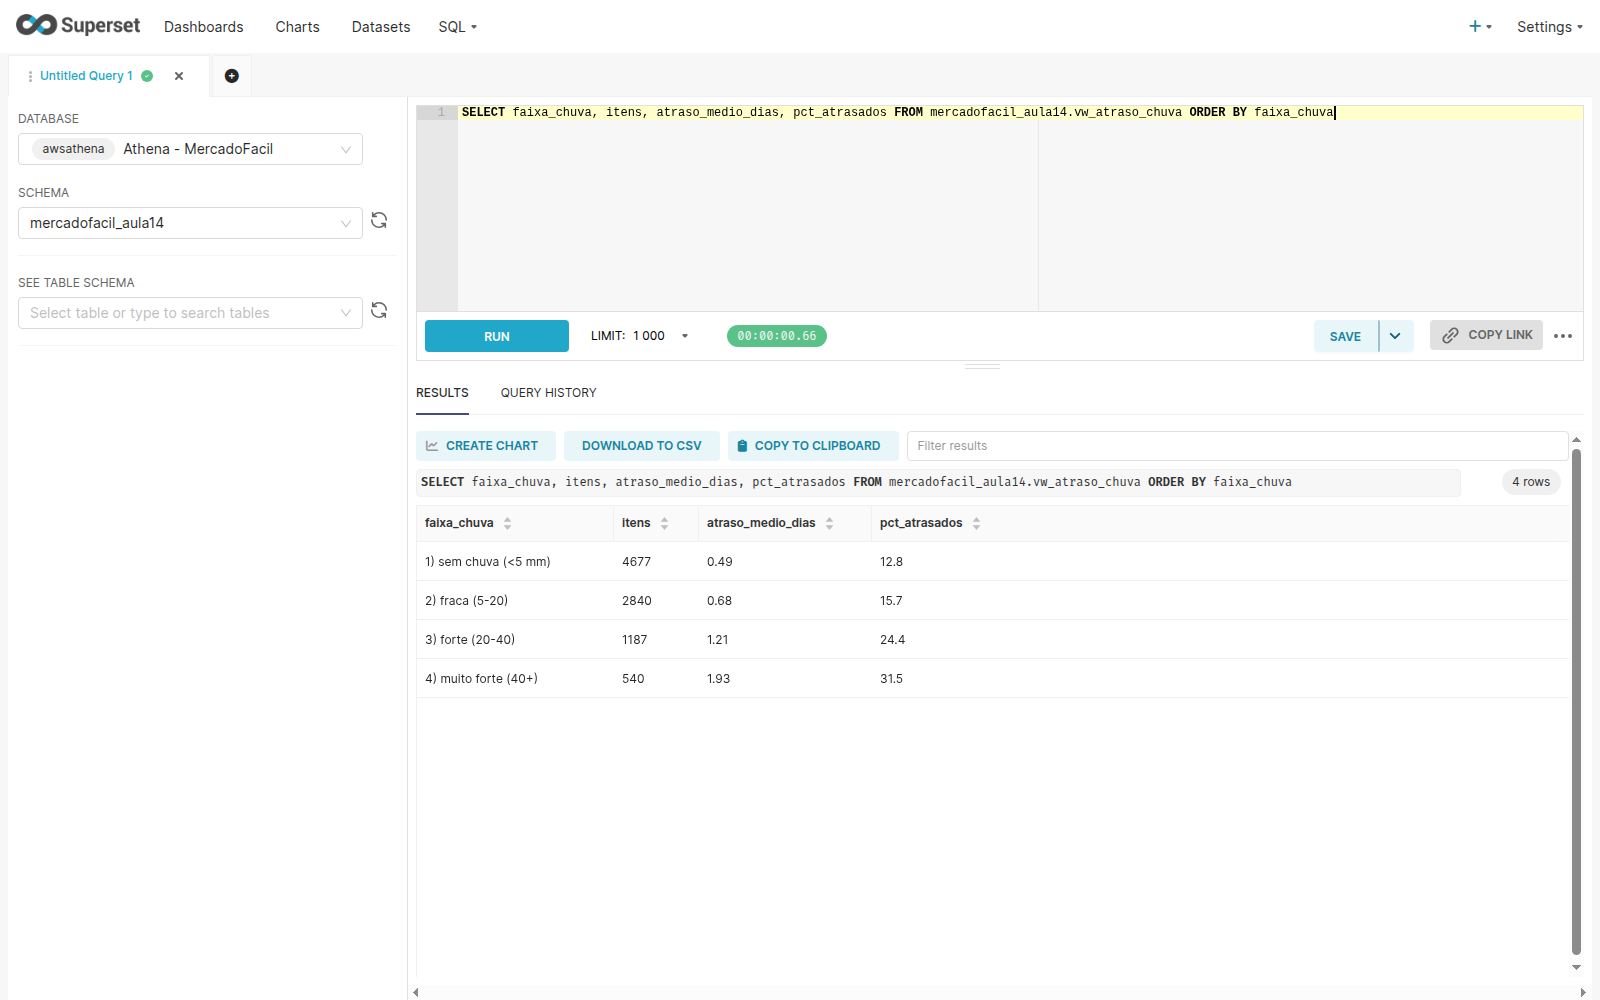 Superset Dashboards Charts Datasets SQL + Settings
Untitled Query 1
DATABASE
awsathena Athena - MercadoFacil
SCHEMA
mercadofacil_aula14
SEE TABLE SCHEMA
Select table or type to search tables
1 SELECT faixa_chuva, itens, atraso_medio_dias, pct_atrasados FROM mercadofacil_aula14.vw_atraso_chuva ORDER BY faixa_chuva
RUN LIMIT: 1 000 00:00:00.66 SAVE COPY LINK
RESULTS QUERY HISTORY
CREATE CHART DOWNLOAD TO CSV COPY TO CLIPBOARD Filter results
SELECT faixa_chuva, itens, atraso_medio_dias, pct_atrasados FROM mercadofacil_aula14.vw_atraso_chuva ORDER BY faixa_chuva 4 rows
faixa_chuva itens atraso_medio_dias pct_atrasados
1) sem chuva (<5 mm) 4677 0.49 12.8
2) fraca (5-20) 2840 0.68 15.7
3) forte (20-40) 1187 1.21 24.4
4) muito forte (40+) 540 1.93 31.5